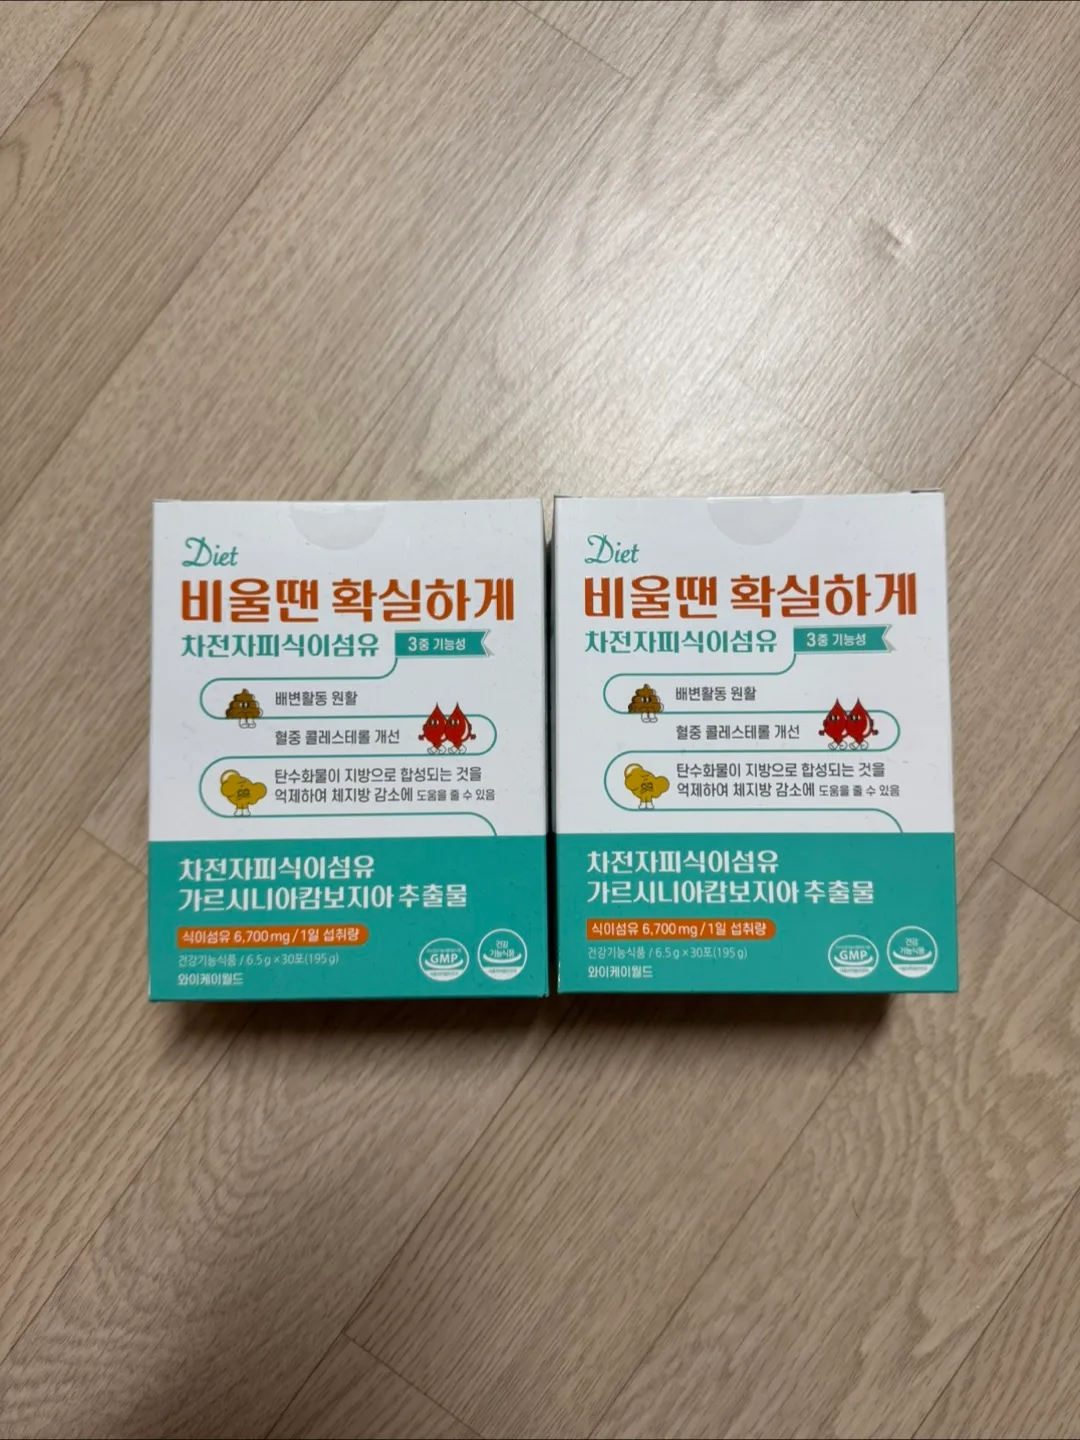 Diet
비울땐 확실하게
차전자피식이섬유
3중 기능성
배변활동 원활
혈중 콜레스테롤 개선
탄수화물이 지방으로 합성되는 것을
억제하여 체지방 감소에 도움을 줄 수 있음
차전자피식이섬유
가르시니아캄보지아 추출물
식이섬유 6,700mg / 1일 섭취량
건강기능식품 / 6.5g×30포(195g)
와이케이월드
GMP
건강
기능식품
Diet
비울땐 확실하게
차전자피식이섬유
3중 기능성
배변활동 원활
혈중 콜레스테롤 개선
탄수화물이 지방으로 합성되는 것을
억제하여 체지방 감소에 도움을 줄 수 있음
차전자피식이섬유
가르시니아캄보지아 추출물
식이섬유 6,700mg / 1일 섭취량
건강기능식품 / 6.5g×30포(195g)
와이케이월드
GMP
건강
기능식품